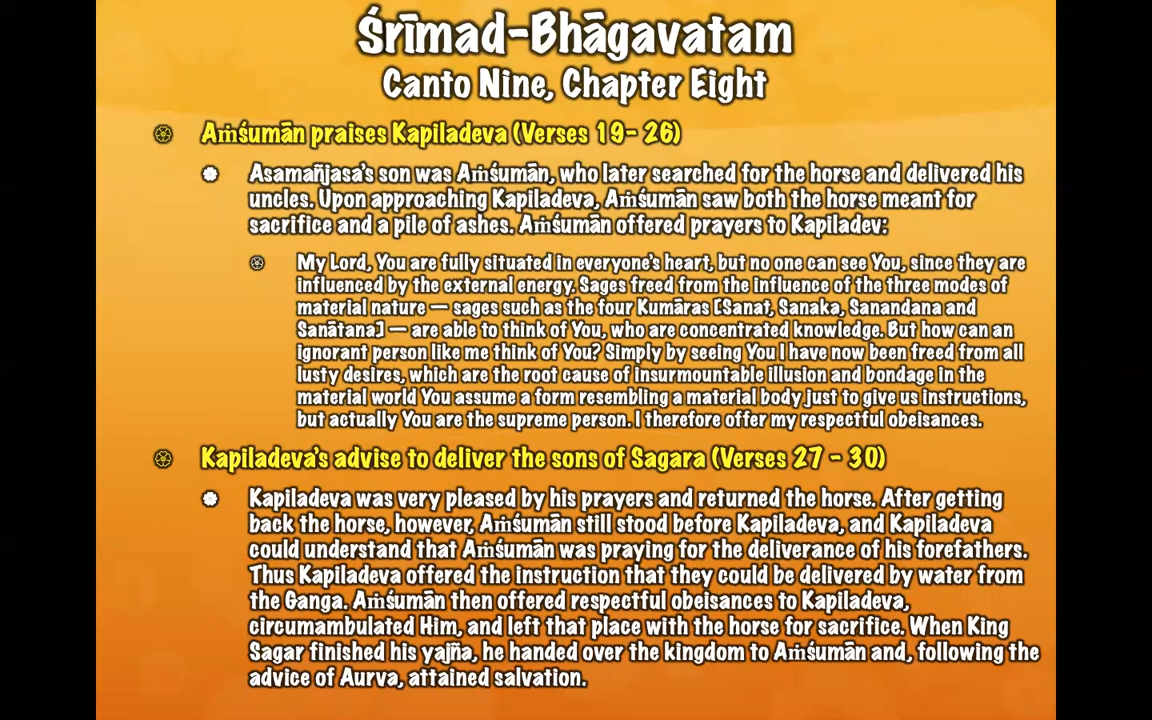 Śrīmad-Bhāgavatam
Canto Nine, Chapter Eight
Aṁśumān praises Kapiladeva (Verses 19- 26)
Asamañjasa's son was Aṁśumān, who later searched for the horse and delivered his
uncles. Upon approaching Kapiladeva, Aṁśumān saw both the horse meant for
sacrifice and a pile of ashes. Aṁśumān offered prayers to Kapiladev:
My Lord, You are fully situated in everyone's heart, but no one can see You, since they are
influenced by the external energy. Sages freed from the influence of the three modes of
material nature — sages such as the four Kumāras [Sanat, Sanaka, Sanandana and
Sanātana] — are able to think of You, who are concentrated knowledge. But how can an
ignorant person like me think of You? Simply by seeing You I have now been freed from all
lusty desires, which are the root cause of insurmountable illusion and bondage in the
material world You assume a form resembling a material body just to give us instructions,
but actually You are the supreme person. I therefore offer my respectful obeisances.
Kapiladeva's advise to deliver the sons of Sagara (Verses 27 - 30)
Kapiladeva was very pleased by his prayers and returned the horse. After getting
back the horse, however, Aṁśumān still stood before Kapiladeva, and Kapiladeva
could understand that Aṁśumān was praying for the deliverance of his forefathers.
Thus Kapiladeva offered the instruction that they could be delivered by water from
the Ganga. Aṁśumān then offered respectful obeisances to Kapiladeva,
circumambulated Him, and left that place with the horse for sacrifice. When King
Sagar finished his yajña, he handed over the kingdom to Aṁśumān and, following the
advice of Aurva, attained salvation.